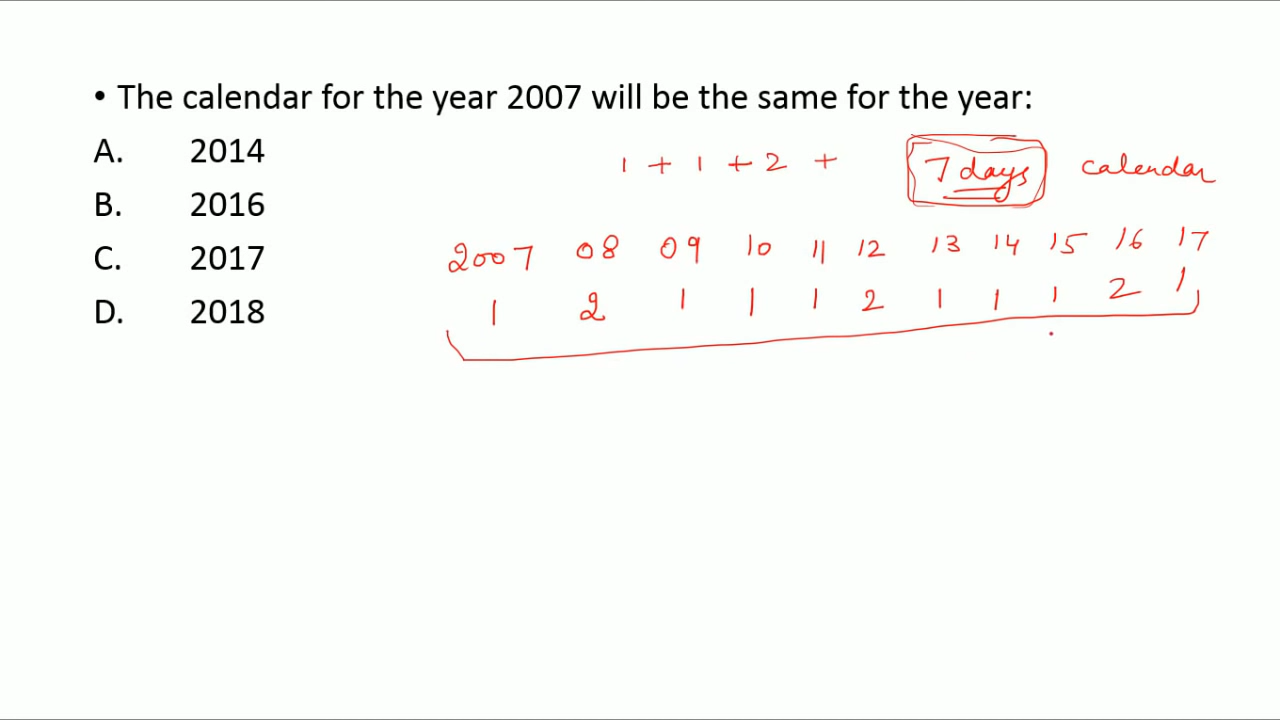 • The calendar for the year 2007 will be the same for the year:
A. 2014
1 + 1 + 2 + 7 days calendar
B. 2016
2007 08 09 10 11 12 13 14 15 16 17
C. 2017
1 2 1 1 1 2 1 1 1 2 1
D. 2018